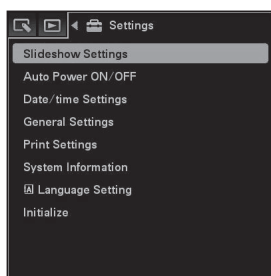 Settings
Slideshow Settings
Auto Power ON/OFF
Date/time Settings
General Settings
Print Settings
System Information
A Language Setting
Initialize